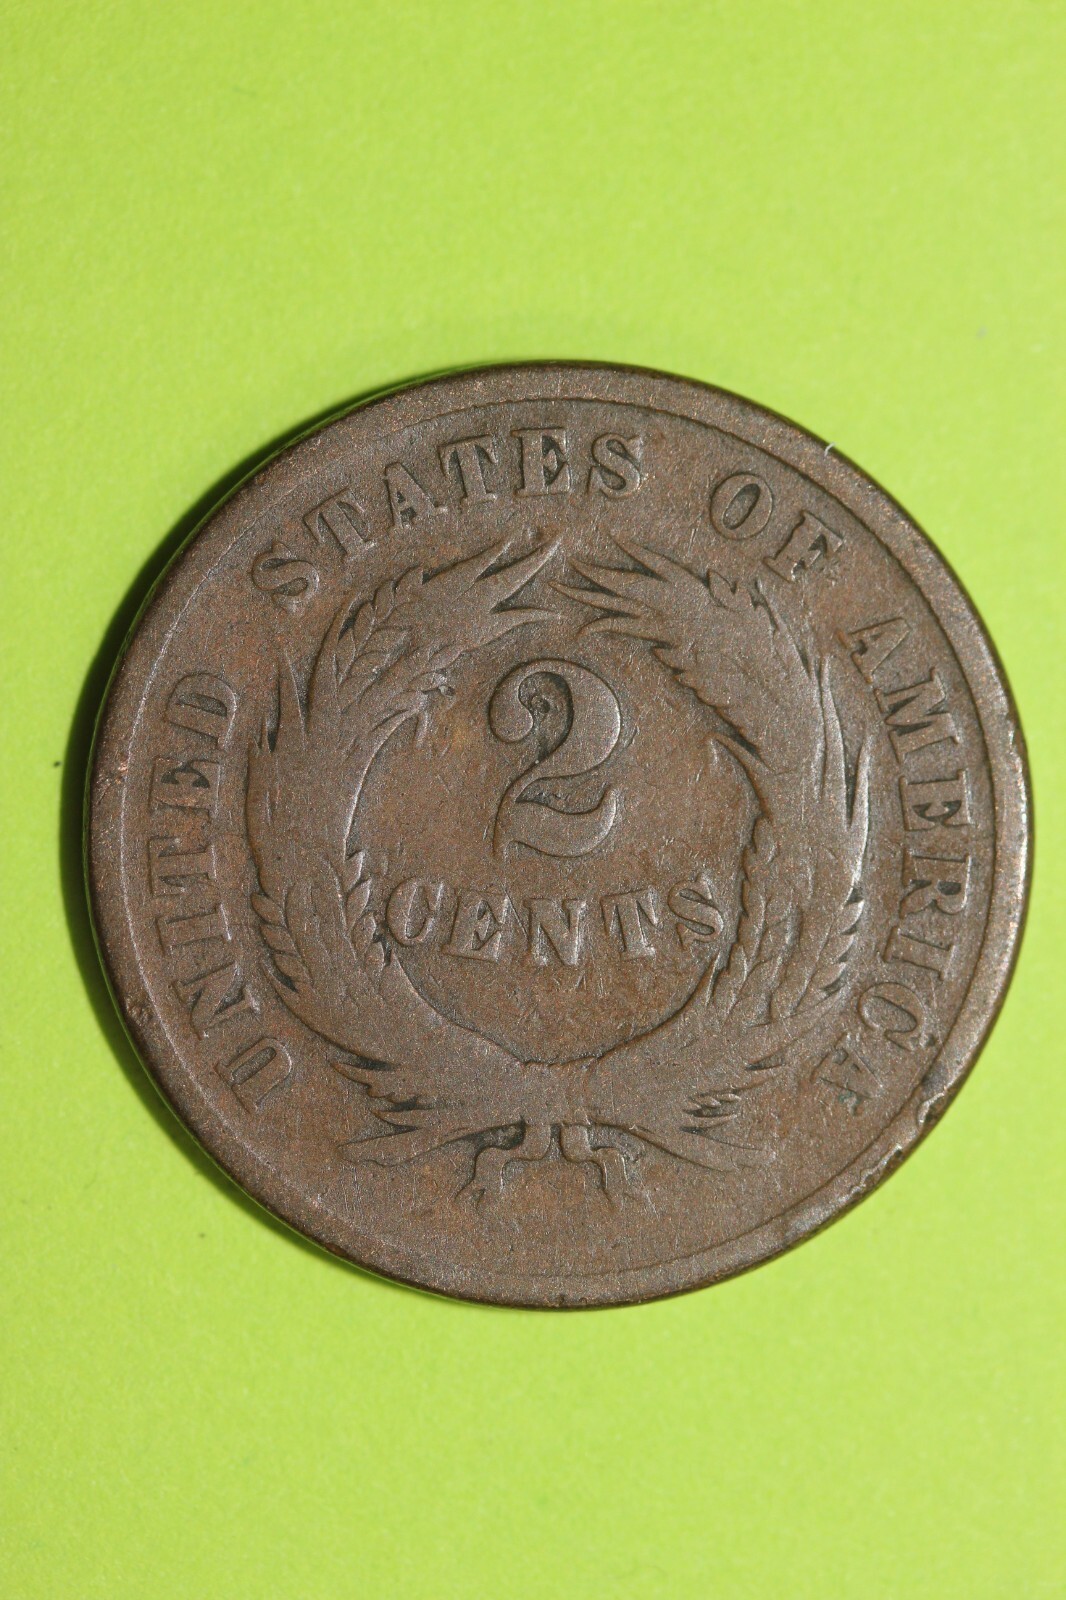 UNITED STATES OF AMERICA
2
CENTS